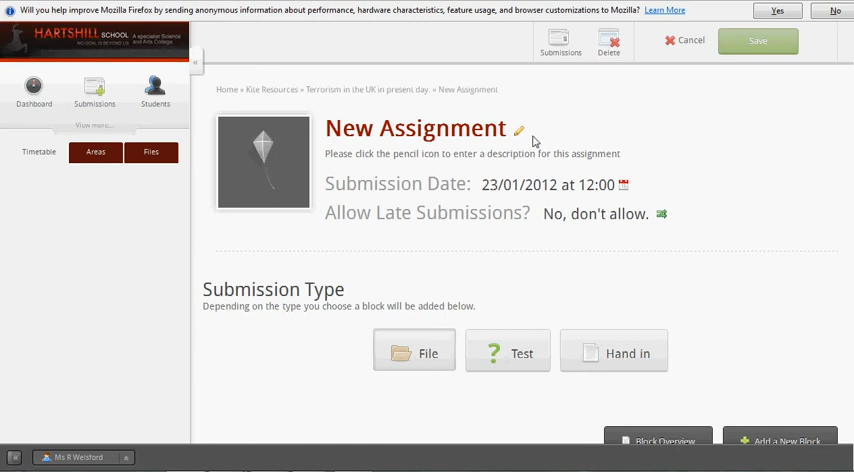 Will you help improve Mozilla Firefox by sending anonymous information about performance, hardware characteristics, feature usage, and browser customizations to Mozilla? Learn More Yes No
HARTSHILL SCHOOL A specialist Science and Arts College
NO GOAL IS BEYOND US
Submissions Delete Cancel Save
Dashboard Submissions Students
View more...
Timetable Areas Files
Home » Kite Resources » Terrorism in the UK in present day. » New Assignment
New Assignment
Please click the pencil icon to enter a description for this assignment
Submission Date: 23/01/2012 at 12:00
Allow Late Submissions? No, don't allow.
Submission Type
Depending on the type you choose a block will be added below.
File Test Hand in
Block Overview Add a New Block
Ms R Welsford